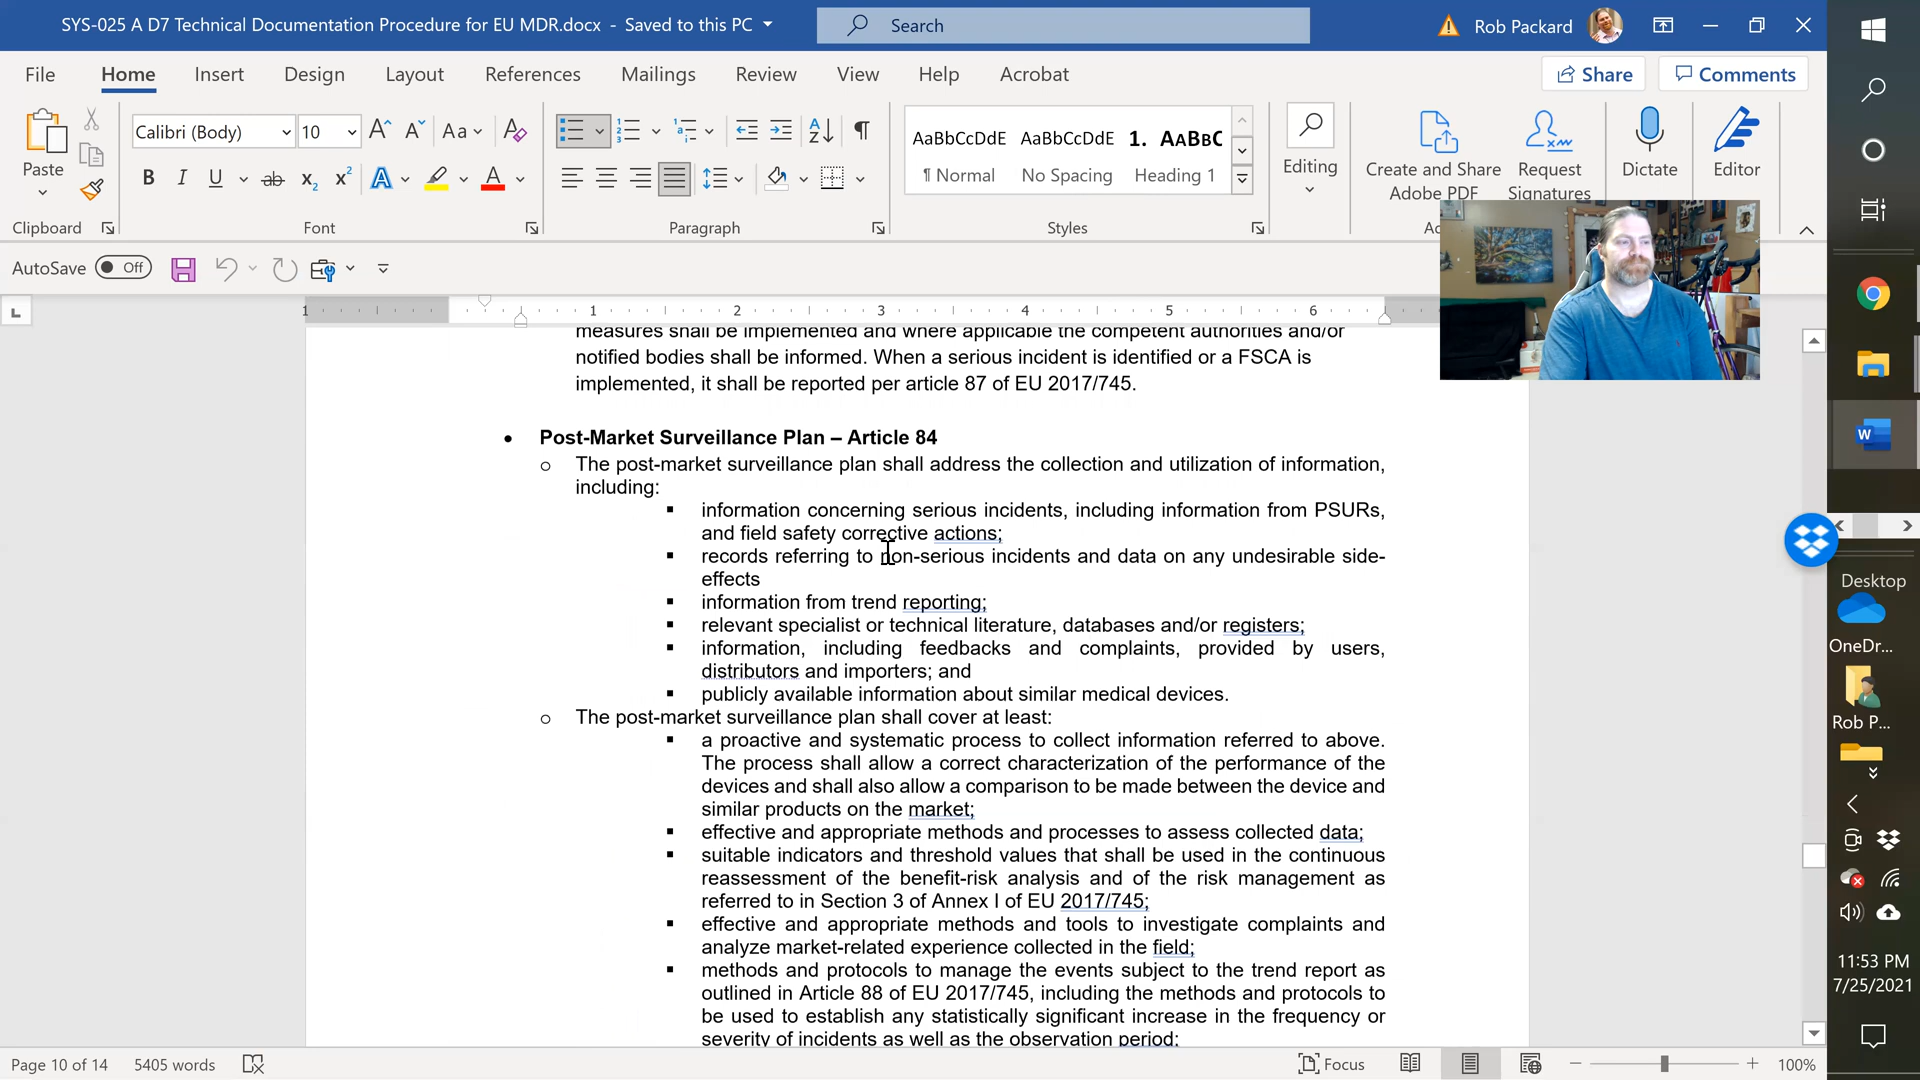 SYS-025 A D7 Technical Documentation Procedure for EU MDR.docx - Saved to this PC
Search
Rob Packard
File Home Insert Design Layout References Mailings Review View Help Acrobat
Share Comments
Paste
Calibri (Body) 10
Aa
AaBbCcDdE AaBbCcDdE 1. AABBC
¶ Normal No Spacing Heading 1
Editing
Create and Share
Adobe PDF
Request
Signatures
Dictate
Editor
B I U ab x₂ x² A A
Clipboard Font Paragraph Styles
AutoSave Off
1 1 2 3 4 5 6
measures shall be implemented and where applicable the competent authorities and/or
notified bodies shall be informed. When a serious incident is identified or a FSCA is
implemented, it shall be reported per article 87 of EU 2017/745.
• Post-Market Surveillance Plan – Article 84
o The post-market surveillance plan shall address the collection and utilization of information,
including:
▪ information concerning serious incidents, including information from PSURs,
and field safety corrective actions;
▪ records referring to non-serious incidents and data on any undesirable side-
effects
▪ information from trend reporting;
▪ relevant specialist or technical literature, databases and/or registers;
▪ information, including feedbacks and complaints, provided by users,
distributors and importers; and
▪ publicly available information about similar medical devices.
o The post-market surveillance plan shall cover at least:
▪ a proactive and systematic process to collect information referred to above.
The process shall allow a correct characterization of the performance of the
devices and shall also allow a comparison to be made between the device and
similar products on the market;
▪ effective and appropriate methods and processes to assess collected data;
▪ suitable indicators and threshold values that shall be used in the continuous
reassessment of the benefit-risk analysis and of the risk management as
referred to in Section 3 of Annex I of EU 2017/745;
▪ effective and appropriate methods and tools to investigate complaints and
analyze market-related experience collected in the field;
▪ methods and protocols to manage the events subject to the trend report as
outlined in Article 88 of EU 2017/745, including the methods and protocols to
be used to establish any statistically significant increase in the frequency or
severity of incidents as well as the observation period;
Page 10 of 14 5405 words
Focus
100%
Desktop
OneDr...
Rob P...
11:53 PM
7/25/2021